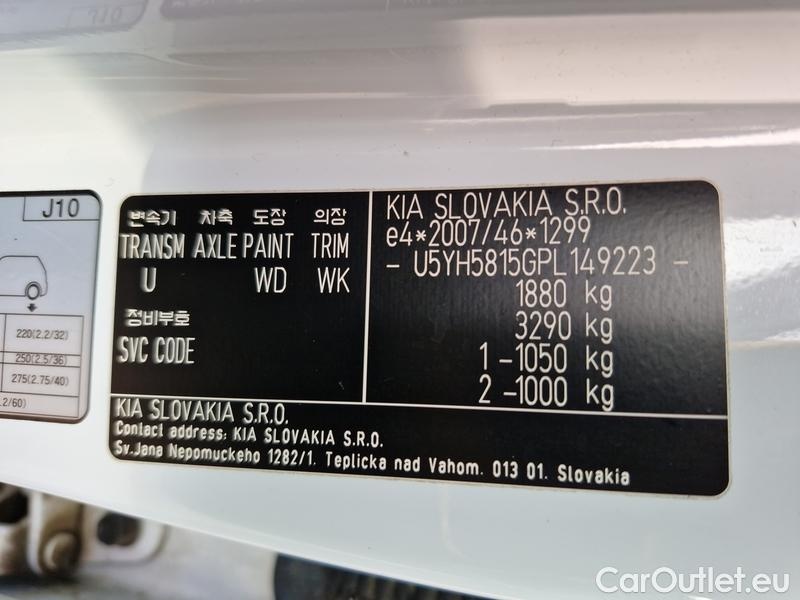 J10
220(2.2/32)
250(2.5/36)
275(2.75/40)
.2/60)
변속기 차축 도장 의장
TRANSM AXLE PAINT TRIM
U WD WK
정비부호
SVC CODE
KIA SLOVAKIA S.R.O.
e4*2007/46*1299
- U5YH5815GPL149223 -
1880 kg
3290 kg
1 -1050 kg
2 -1000 kg
KIA SLOVAKIA S.R.O.
Contact address: KIA SLOVAKIA S.R.O.
Sv.Jana Nepomuckeho 1282/1. Teplicka nad Vahom. 013 01. Slovakia
CarOutlet.eu